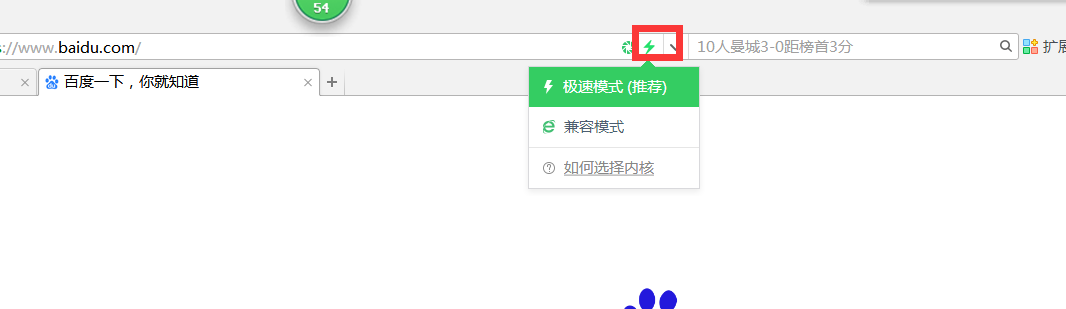 54
s://www.baidu.com/
10人曼城3-0距榜首3分
扩展
百度一下，你就知道
极速模式 (推荐)
兼容模式
如何选择内核